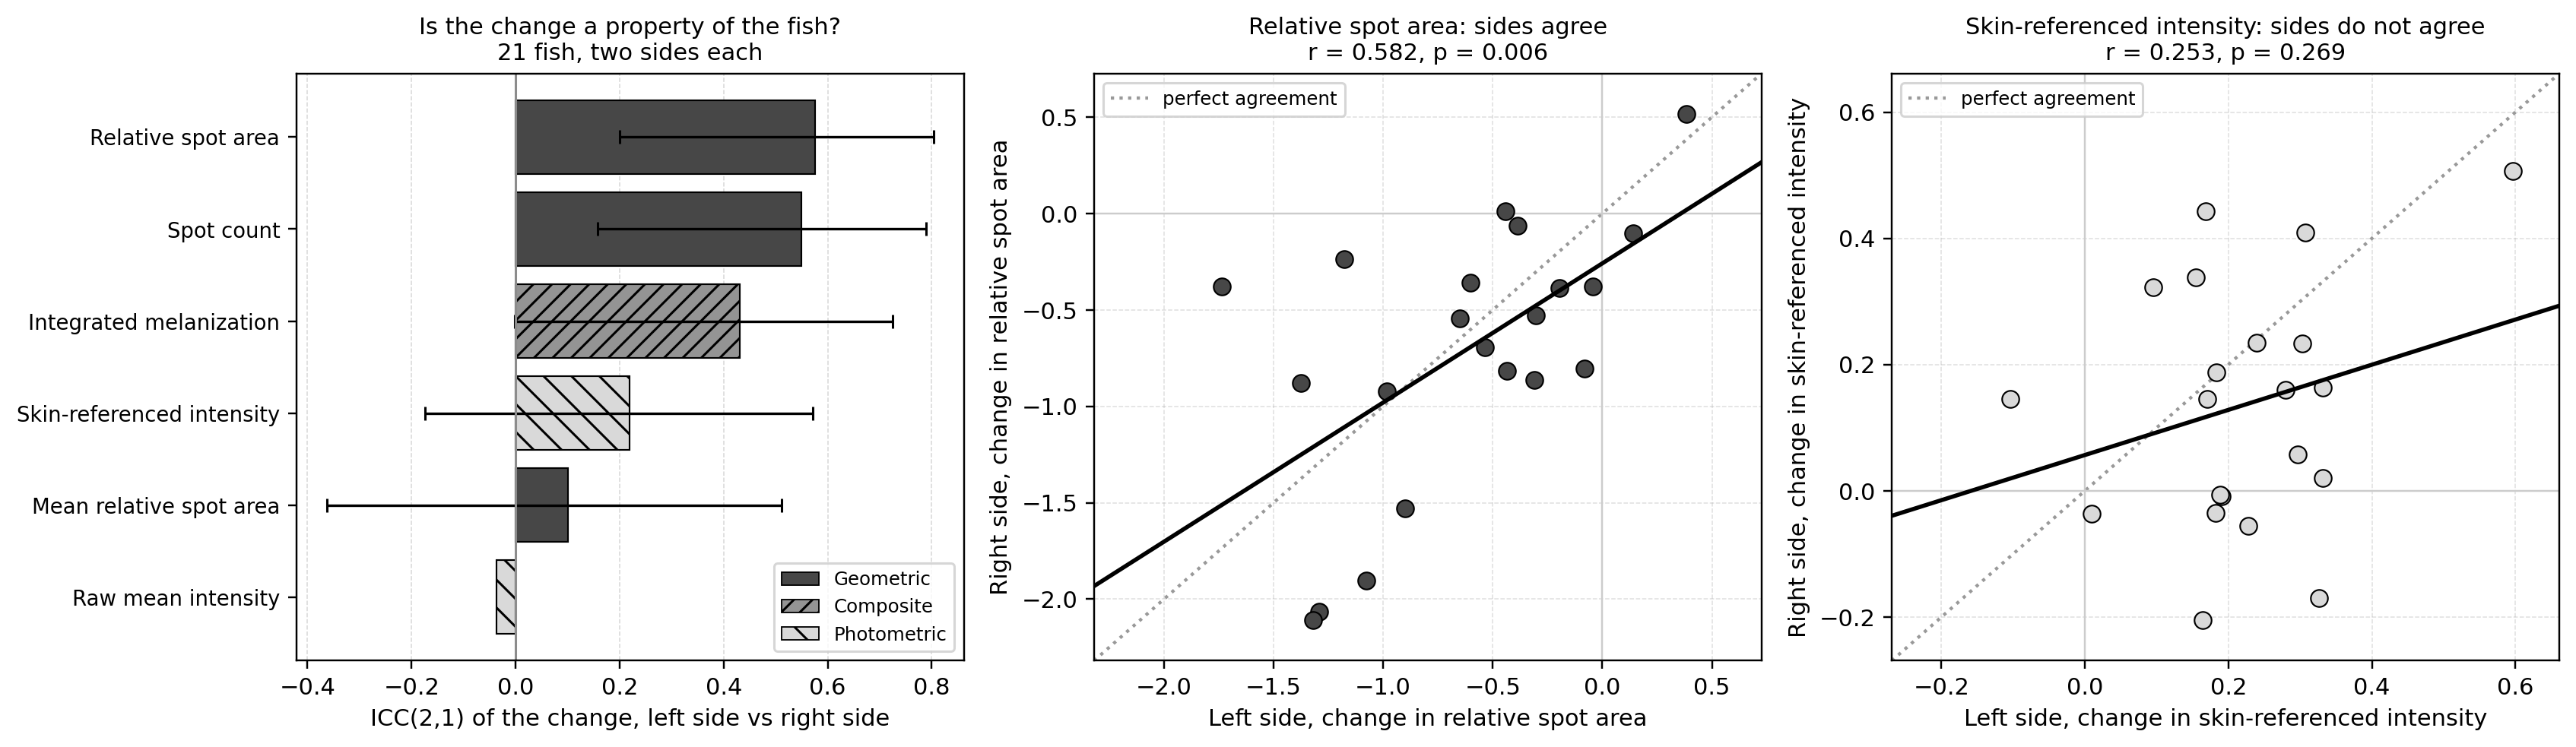 Is the change a property of the fish?
21 fish, two sides each
Relative spot area
Spot count
Integrated melanization
Skin-referenced intensity
Mean relative spot area
Raw mean intensity
Geometric
Composite
Photometric
−0.4 −0.2 0.0 0.2 0.4 0.6 0.8
ICC(2,1) of the change, left side vs right side
Relative spot area: sides agree
r = 0.582, p = 0.006
perfect agreement
Right side, change in relative spot area
0.5
0.0
−0.5
−1.0
−1.5
−2.0
−2.0 −1.5 −1.0 −0.5 0.0 0.5
Left side, change in relative spot area
Skin-referenced intensity: sides do not agree
r = 0.253, p = 0.269
perfect agreement
Right side, change in skin-referenced intensity
0.6
0.4
0.2
0.0
−0.2
−0.2 0.0 0.2 0.4 0.6
Left side, change in skin-referenced intensity